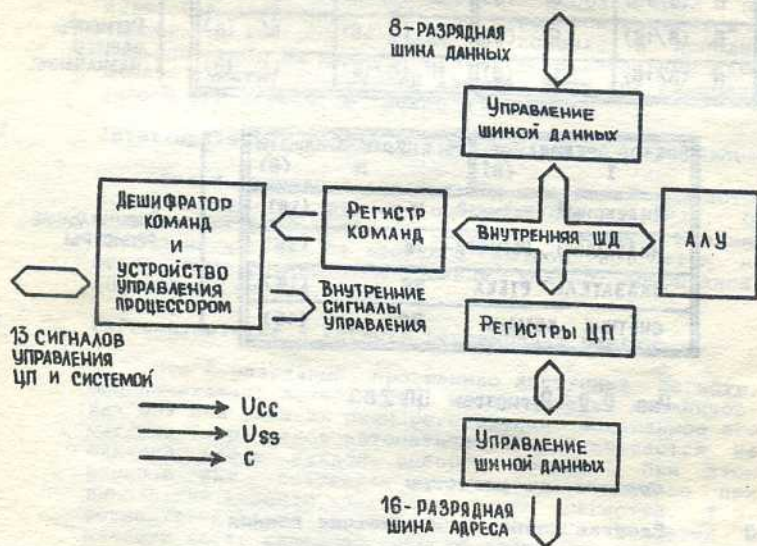 8-РАЗРЯДНАЯ
ШИНА ДАННЫХ
УПРАВЛЕНИЕ
ШИНОЙ ДАННЫХ
ДЕШИФРАТОР
КОМАНД
И
УСТРОЙСТВО
УПРАВЛЕНИЯ
ПРОЦЕССОРОМ
РЕГИСТР
КОМАНД
ВНУТРЕННЯЯ ШД
АЛУ
ВНУТРЕННИЕ
СИГНАЛЫ
УПРАВЛЕНИЯ
РЕГИСТРЫ ЦП
13 СИГНАЛОВ
УПРАВЛЕНИЯ
ЦП И СИСТЕМОЙ
Uсс
Uss
С
УПРАВЛЕНИЕ
ШИНОЙ ДАННЫХ
16-РАЗРЯДНАЯ
ШИНА АДРЕСА